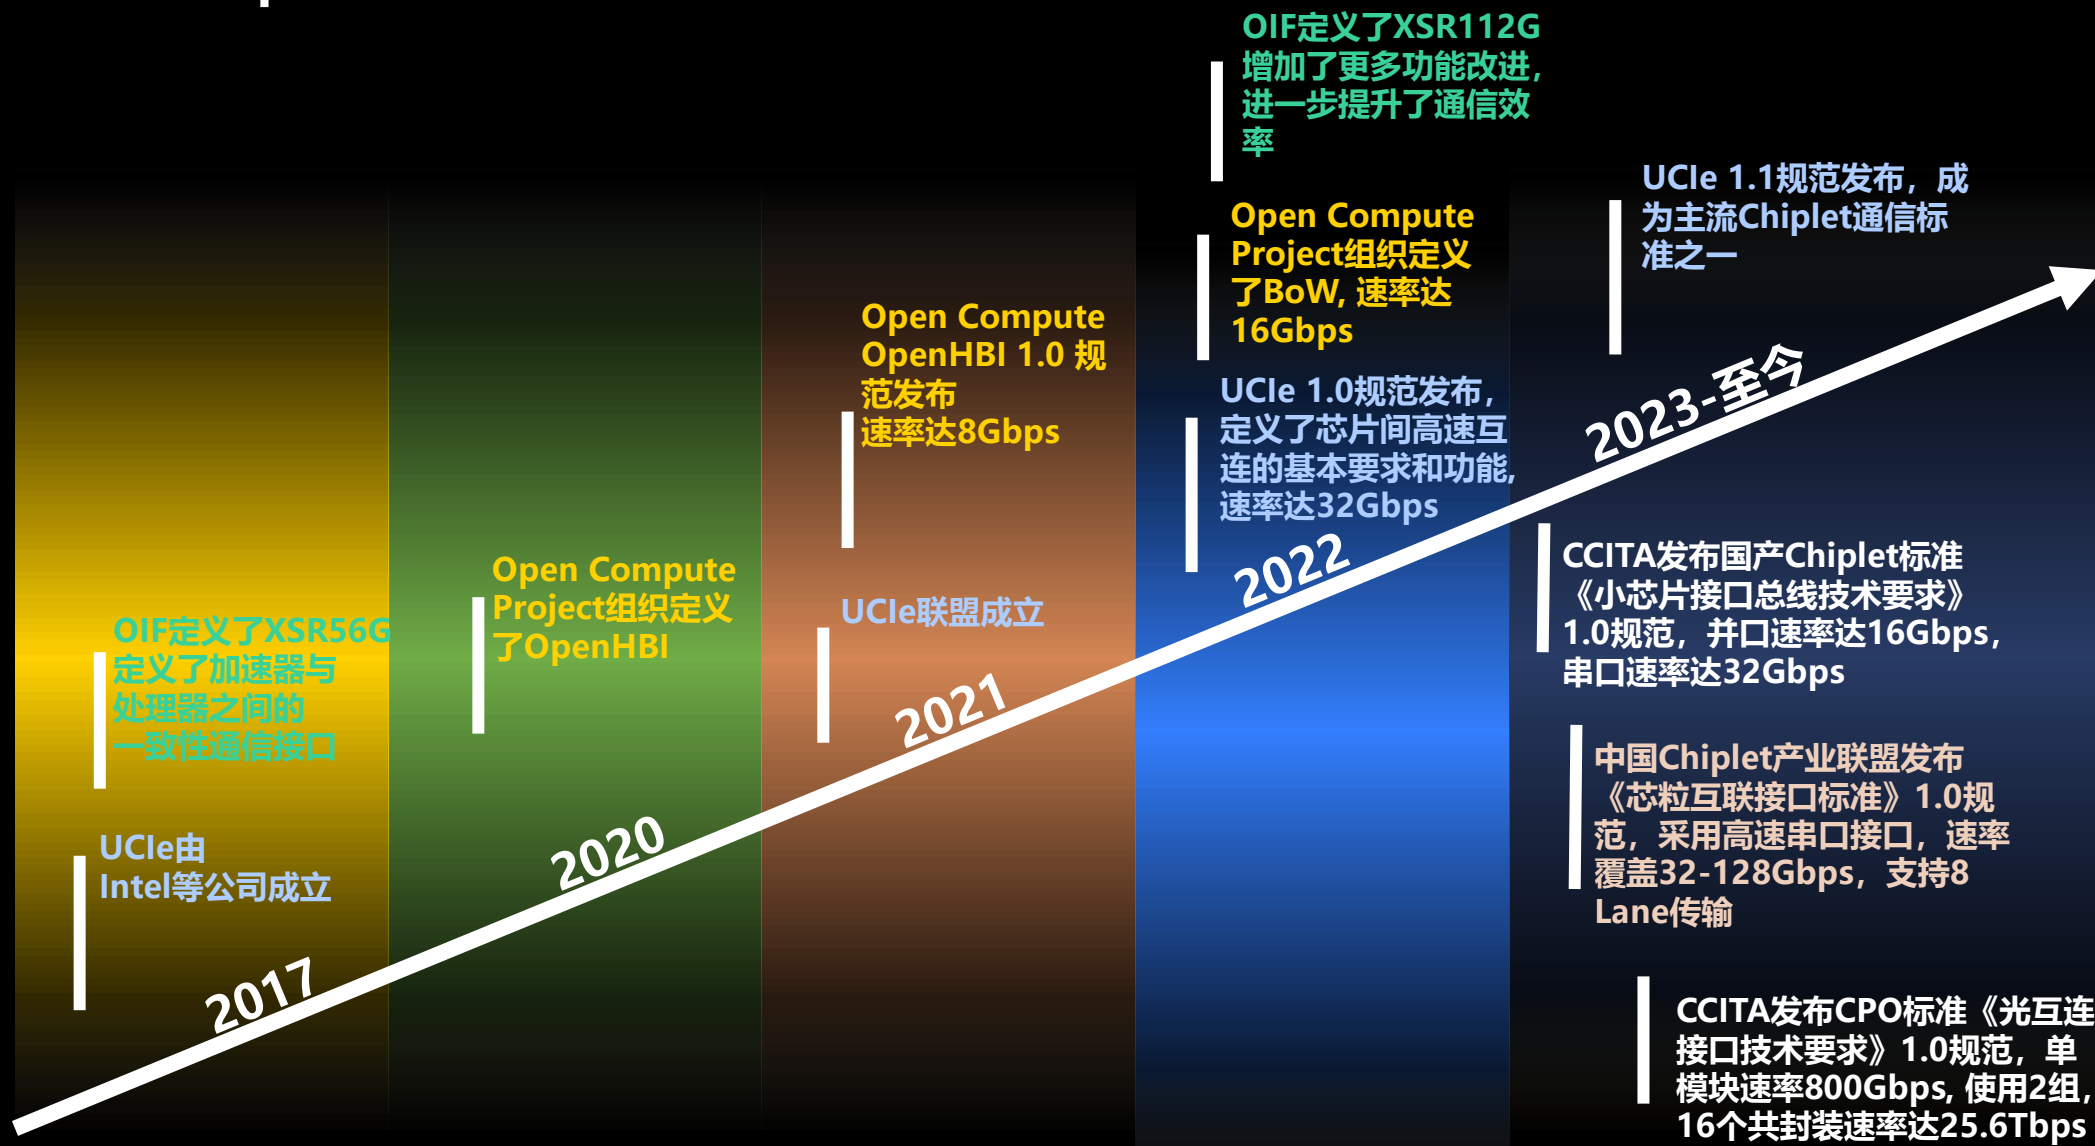 OIF定义了XSR56G
定义了加速器与
处理器之间的
一致性通信接口
UCIe由
Intel等公司成立
2017
Open Compute
Project组织定义
了OpenHBI
2020
Open Compute
OpenHBI 1.0 规
范发布
速率达8Gbps
UCIe联盟成立
2021
OIF定义了XSR112G
增加了更多功能改进，
进一步提升了通信效
率
Open Compute
Project组织定义
了BoW, 速率达
16Gbps
UCIe 1.0规范发布，
定义了芯片间高速互
连的基本要求和功能,
速率达32Gbps
2022
UCIe 1.1规范发布，成
为主流Chiplet通信标
准之一
2023-至今
CCITA发布国产Chiplet标准
《小芯片接口总线技术要求》
1.0规范，并口速率达16Gbps，
串口速率达32Gbps
中国Chiplet产业联盟发布
《芯粒互联接口标准》1.0规
范，采用高速串口接口，速率
覆盖32-128Gbps，支持8
Lane传输
CCITA发布CPO标准《光互连
接口技术要求》1.0规范，单
模块速率800Gbps, 使用2组，
16个共封装速率达25.6Tbps